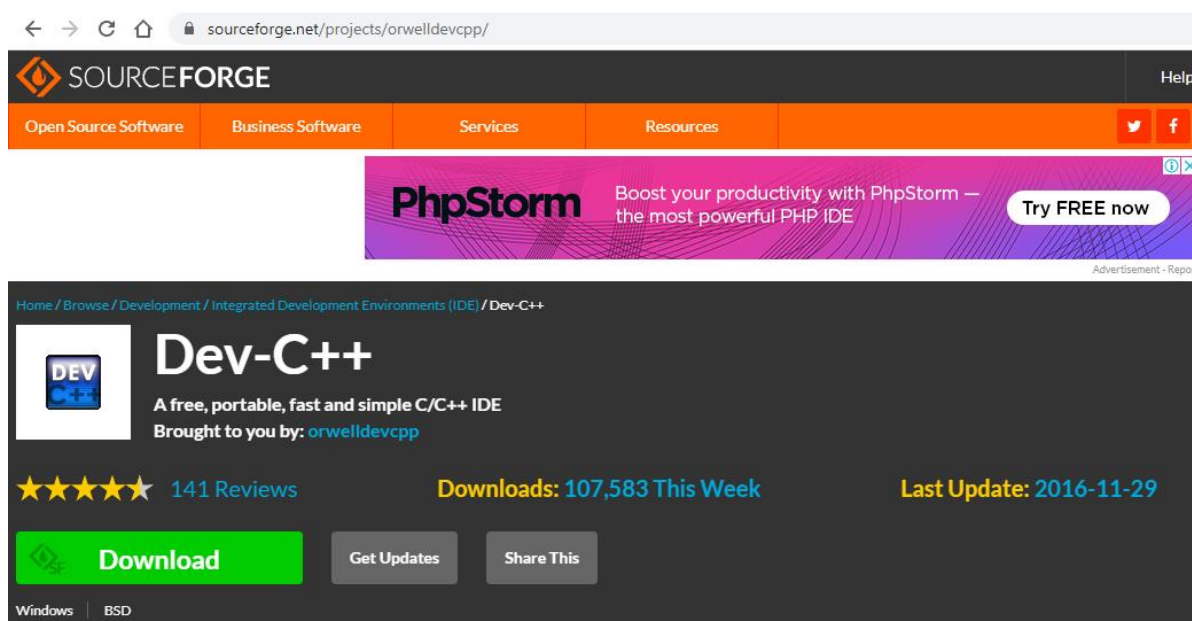 sourceforge.net/projects/orwelldevcpp/
SOURCEFORGE
Help
Open Source Software Business Software Services Resources
PhpStorm
Boost your productivity with PhpStorm —
the most powerful PHP IDE
Try FREE now
Advertisement - Repo
Home / Browse / Development / Integrated Development Environments (IDE) / Dev-C++
DEV
C++
Dev-C++
A free, portable, fast and simple C/C++ IDE
Brought to you by: orwelldevcpp
141 Reviews Downloads: 107,583 This Week Last Update: 2016-11-29
SF Download Get Updates Share This
Windows BSD